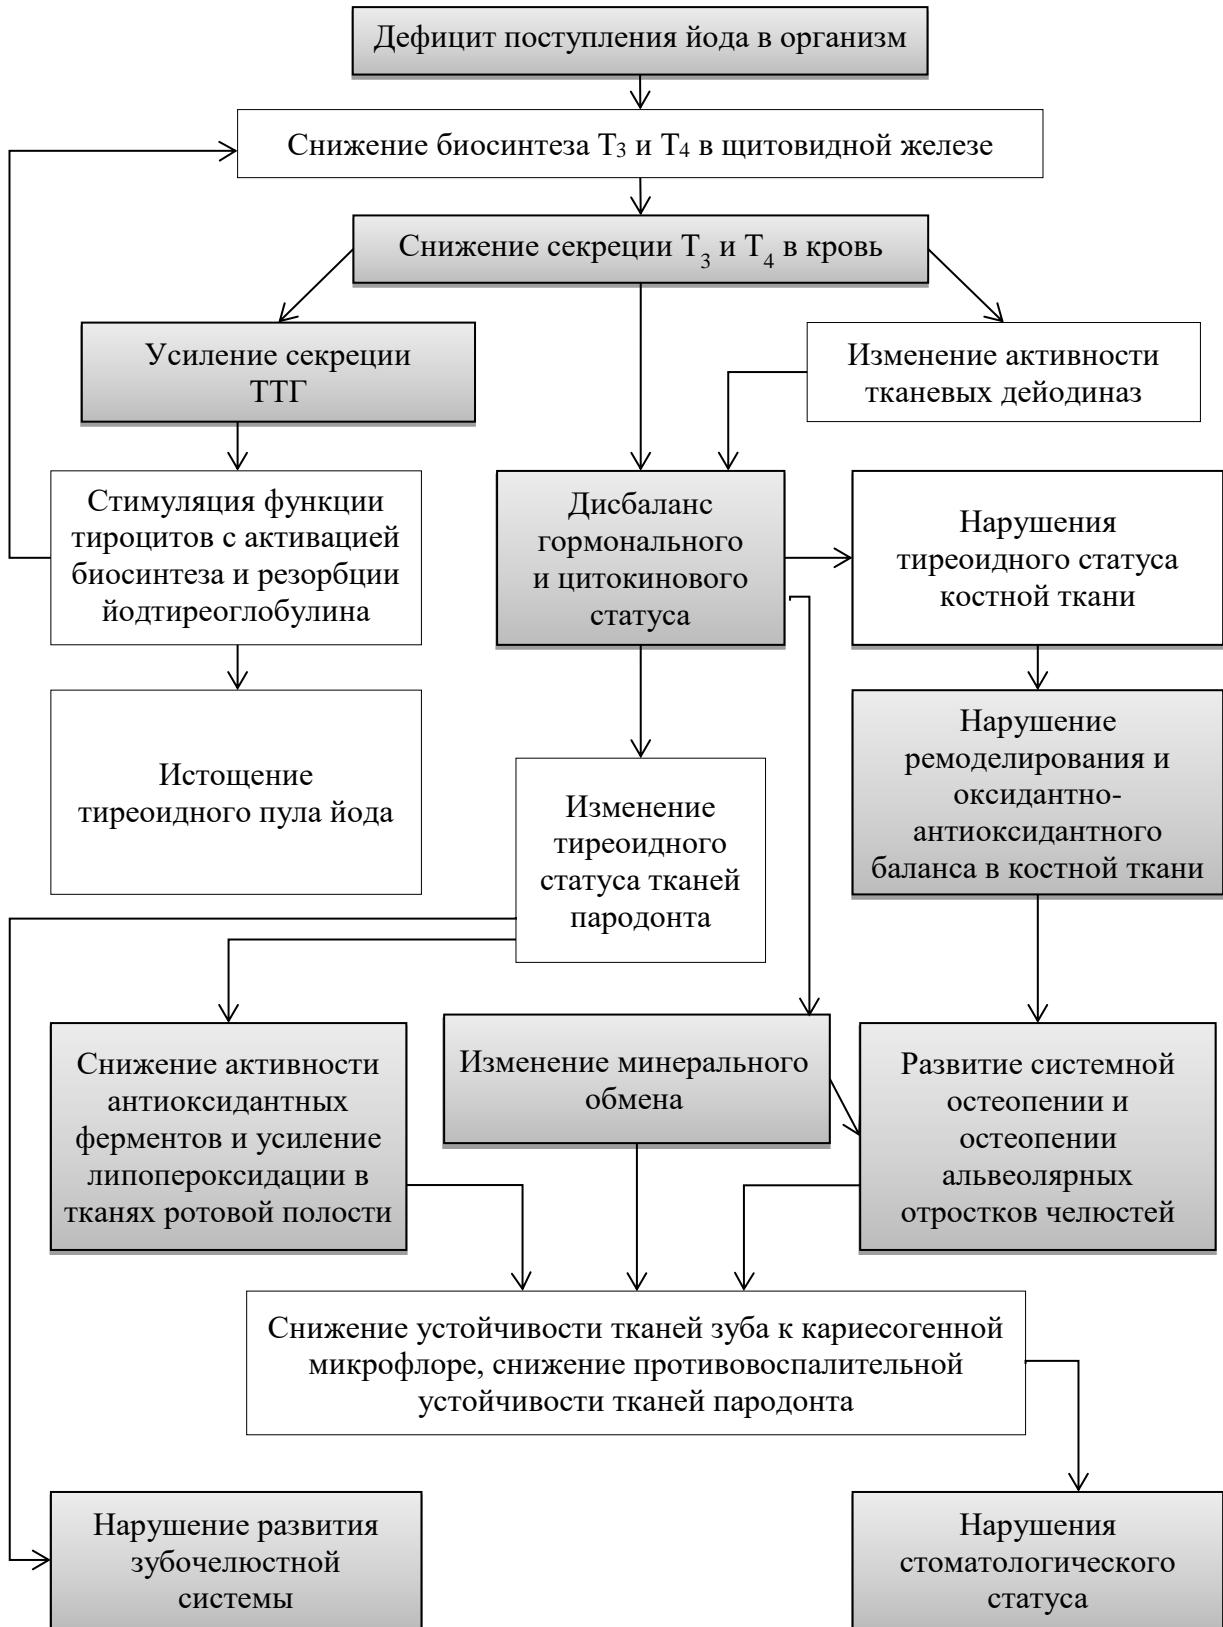 Дефицит поступления йода в организм
Снижение биосинтеза Т3 и Т4 в щитовидной железе
Снижение секреции Т3 и Т4 в кровь
Усиление секреции
ТТГ
Изменение активности
тканевых дейодиназ
Стимуляция функции
тироцитов с активацией
биосинтеза и резорбции
йодтиреоглобулина
Дисбаланс
гормонального
и цитокинового
статуса
Нарушения
тиреоидного статуса
костной ткани
Истощение
тиреоидного пула йода
Изменение
тиреоидного
статуса тканей
пародонта
Нарушение
ремоделирования и
оксидантно-
антиоксидантного
баланса в костной ткани
Снижение активности
антиоксидантных
ферментов и усиление
липопероксидации в
тканях ротовой полости
Изменение минерального
обмена
Развитие системной
остеопении и
остеопении
альвеолярных
отростков челюстей
Снижение устойчивости тканей зуба к кариесогенной
микрофлоре, снижение противовоспалительной
устойчивости тканей пародонта
Нарушение развития
зубочелюстной
системы
Нарушения
стоматологического
статуса